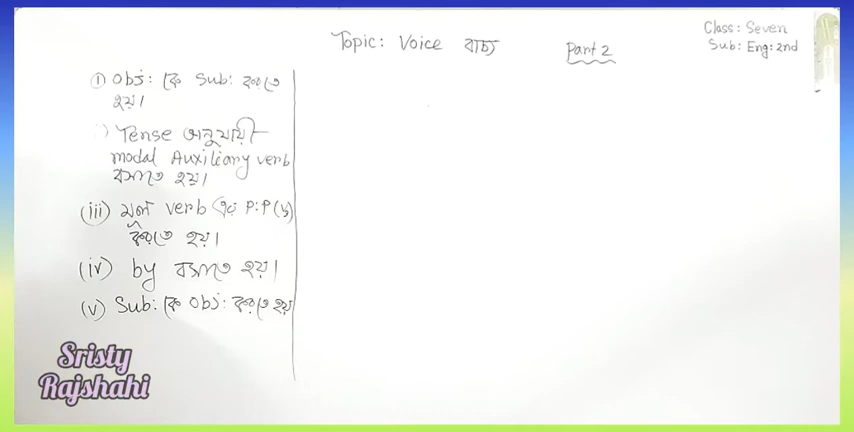 Topic: Voice বাচ্য
Part 2
Class: Seven
Sub: Eng: 2nd
(i) Obj: কে Sub: করতে
হয়।
Tense অনুযায়ী
modal Auxiliary verb
বসাতে হয়।
(iii) মূল verb এর P:P (v3)
করতে হয়।
(iv) by বসাতে হয়।
(v) Sub: কে Obj: করতে হয়
Sristy
Rajshahi